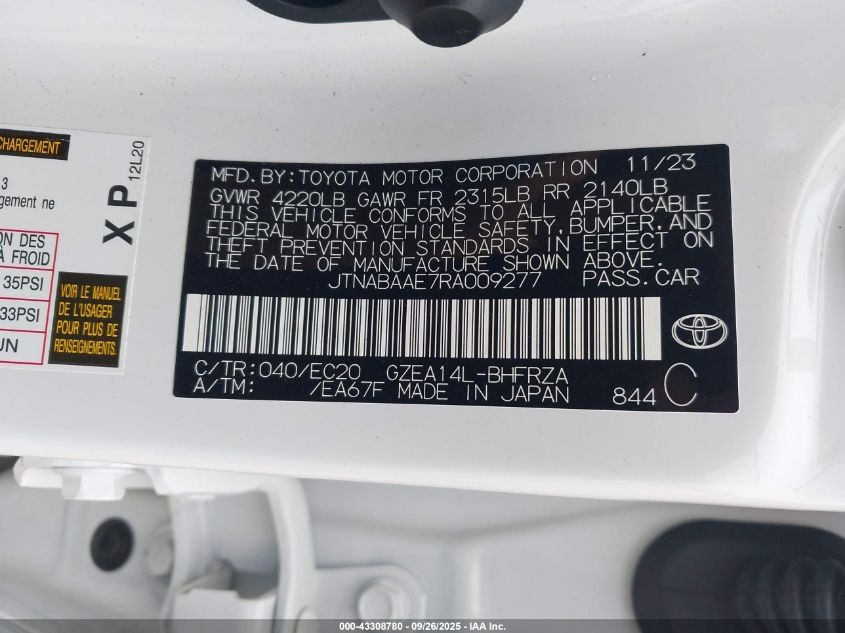 CHARGEMENT
3
gement ne
ON DES
À FROID
35PSI
33PSI
UN
XP
12L20
VOIR LE MANUEL
DE L'USAGER
POUR PLUS DE
RENSEIGNEMENTS.
MFD. BY: TOYOTA MOTOR CORPORATION 11/23
GVWR 4220LB GAWR FR 2315LB RR 2140LB
THIS VEHICLE CONFORMS TO ALL APPLICABLE
FEDERAL MOTOR VEHICLE SAFETY, BUMPER, AND
THEFT PREVENTION STANDARDS IN EFFECT ON
THE DATE OF MANUFACTURE SHOWN ABOVE.
JTNABAAE7RA009277 PASS.CAR
C/TR: 040/EC20 GZEA14L-BHFRZA
A/TM: /EA67F MADE IN JAPAN 844 C
000-43308780 - 09/26/2025 - IAA Inc.